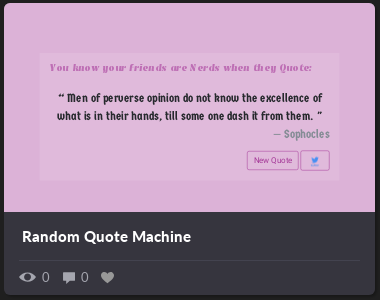 You know your friends are Nerds when they Quote:
“ Men of perverse opinion do not know the excellence of
what is in their hands, till some one dash it from them. ”
— Sophocles
New Quote
Random Quote Machine
0 0